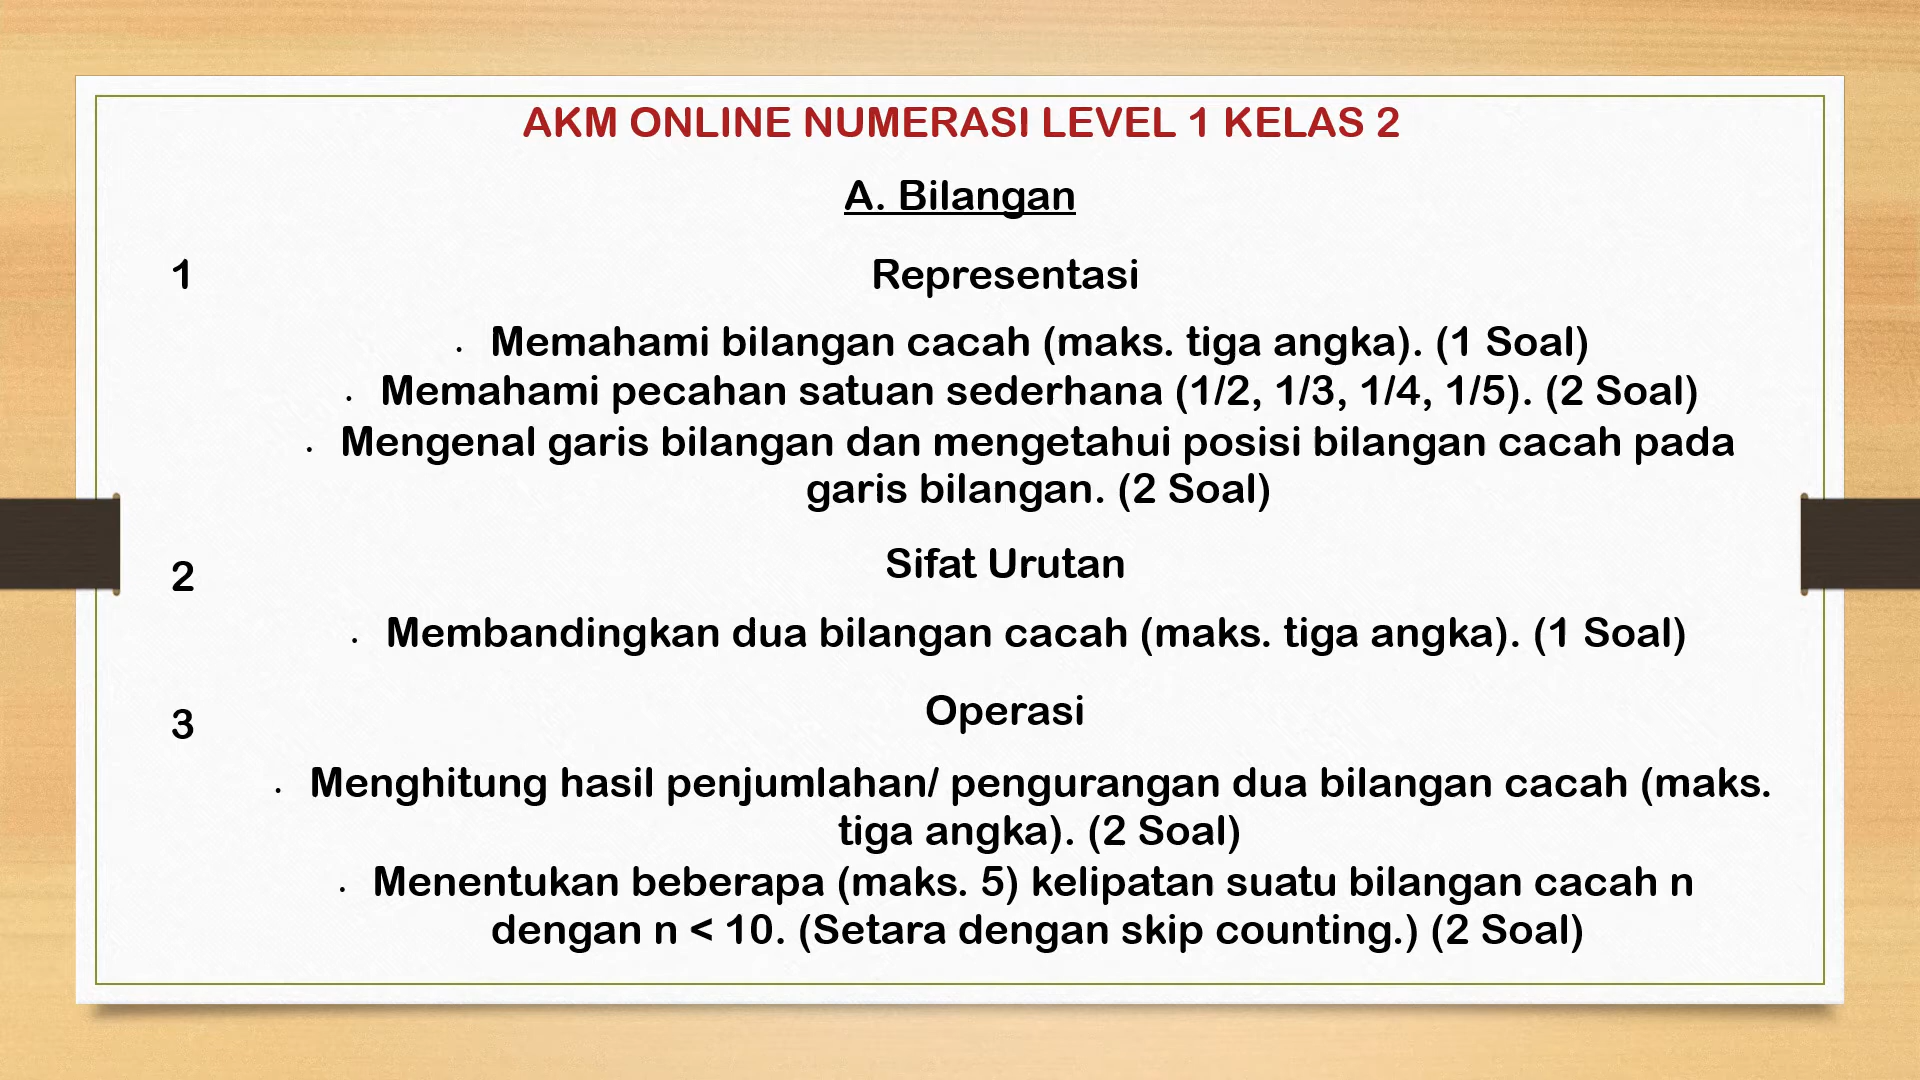 AKM ONLINE NUMERASI LEVEL 1 KELAS 2
A. Bilangan
1 Representasi
• Memahami bilangan cacah (maks. tiga angka). (1 Soal)
• Memahami pecahan satuan sederhana (1/2, 1/3, 1/4, 1/5). (2 Soal)
• Mengenal garis bilangan dan mengetahui posisi bilangan cacah pada
garis bilangan. (2 Soal)
2 Sifat Urutan
• Membandingkan dua bilangan cacah (maks. tiga angka). (1 Soal)
3 Operasi
• Menghitung hasil penjumlahan/ pengurangan dua bilangan cacah (maks.
tiga angka). (2 Soal)
• Menentukan beberapa (maks. 5) kelipatan suatu bilangan cacah n
dengan n < 10. (Setara dengan skip counting.) (2 Soal)